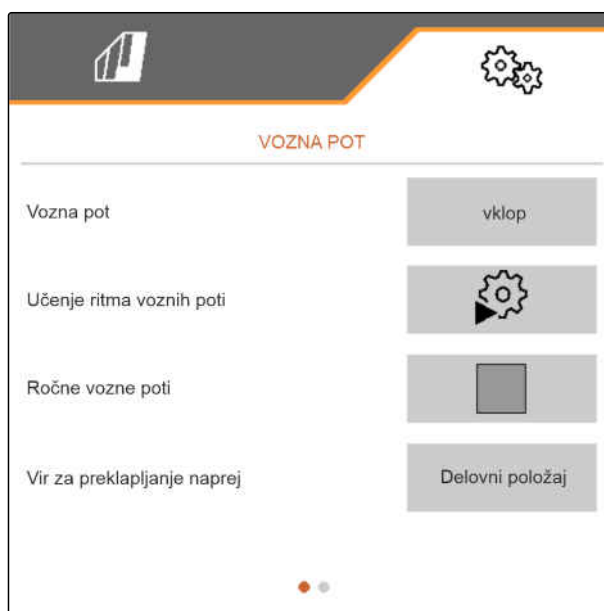 VOZNA POT
Vozna pot
vklop
Učenje ritma voznih poti
Ročne vozne poti
Vir za preklapljanje naprej
Delovni položaj